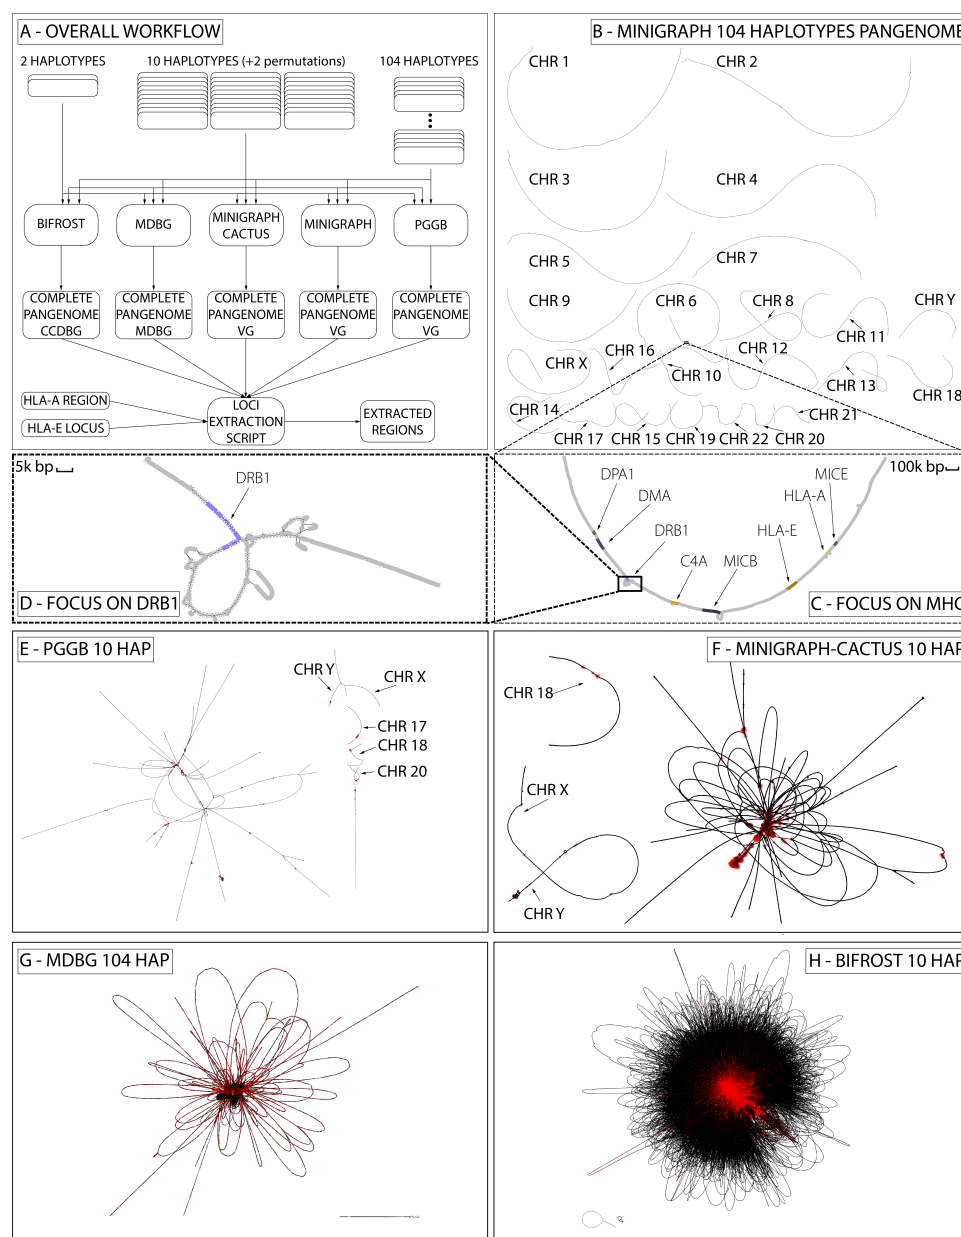 A - OVERALL WORKFLOW
2 HAPLOTYPES
10 HAPLOTYPES (+2 permutations)
104 HAPLOTYPES
BIFROST
MDBG
MINIGRAPH
CACTUS
MINIGRAPH
PGGB
COMPLETE
PANGENOME
CCDBG
COMPLETE
PANGENOME
MDBG
COMPLETE
PANGENOME
VG
COMPLETE
PANGENOME
VG
COMPLETE
PANGENOME
VG
HLA-A REGION
HLA-E LOCUS
LOCI
EXTRACTION
SCRIPT
EXTRACTED
REGIONS
B - MINIGRAPH 104 HAPLOTYPES PANGENOME
CHR 1
CHR 2
CHR 3
CHR 4
CHR 5
CHR 7
CHR 9
CHR 6
CHR 8
CHR Y
CHR 11
CHR X
CHR 16
CHR 10
CHR 12
CHR 13
CHR 18
CHR 14
CHR 17
CHR 15
CHR 19
CHR 22
CHR 20
CHR 21
5k bp
DRB1
D - FOCUS ON DRB1
100k bp
DPA1
DMA
DRB1
C4A
MICB
HLA-E
HLA-A
MICE
C - FOCUS ON MHC
E - PGGB 10 HAP
CHR Y
CHR X
CHR 17
CHR 18
CHR 20
F - MINIGRAPH-CACTUS 10 HAP
CHR 18
CHR X
CHR Y
G - MDBG 104 HAP
H - BIFROST 10 HAP